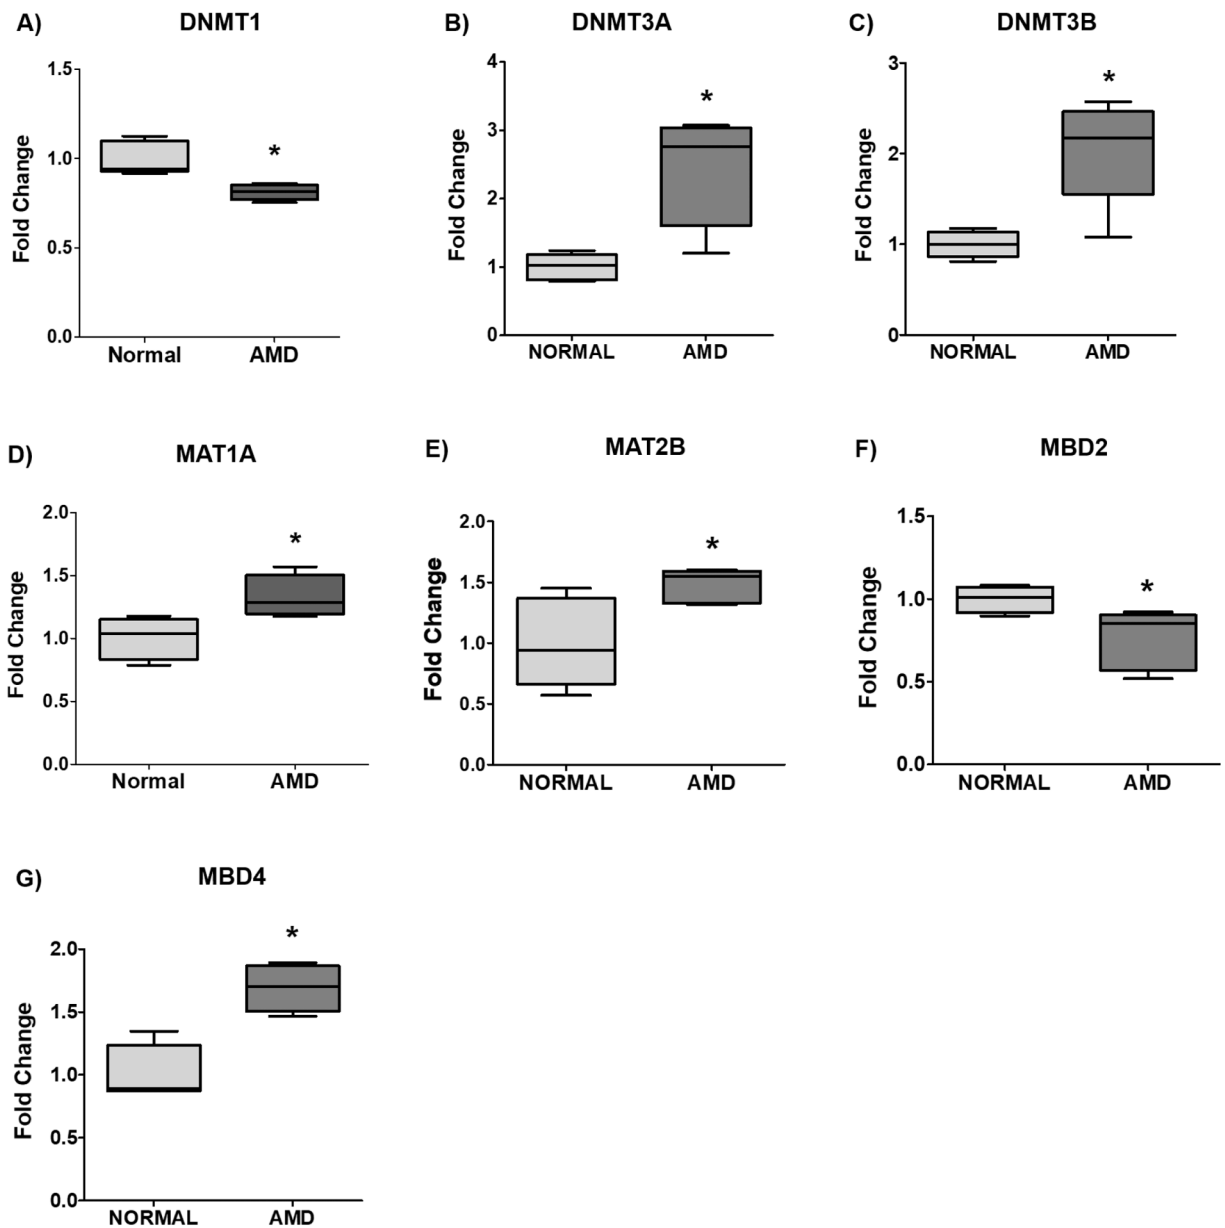 A) DNMT1
B) DNMT3A
C) DNMT3B
1.5
1.0
0.5
0.0
Fold Change
*
Normal AMD
4
3
2
1
0
Fold Change
*
NORMAL AMD
3
2
1
0
Fold Change
*
NORMAL AMD
D) MAT1A
E) MAT2B
F) MBD2
2.0
1.5
1.0
0.5
0.0
Fold Change
*
Normal AMD
2.0
1.5
1.0
0.5
0.0
Fold Change
*
NORMAL AMD
1.5
1.0
0.5
0.0
Fold Change
*
NORMAL AMD
G) MBD4
2.0
1.5
1.0
0.5
0.0
Fold Change
*
NORMAL AMD